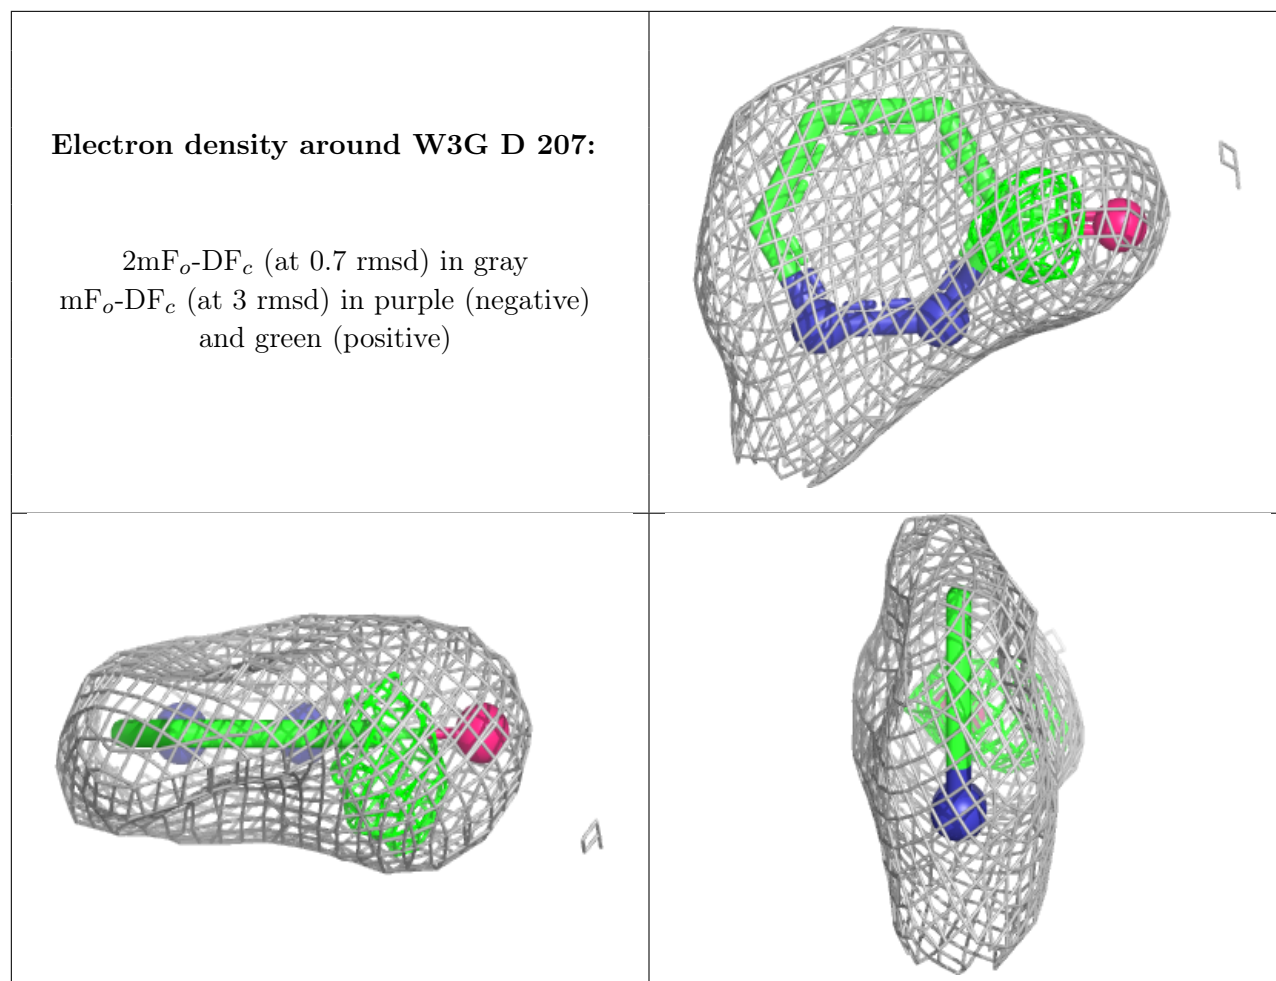 Electron density around W3G D 207:
2mFo-DFc (at 0.7 rmsd) in gray
mFo-DFc (at 3 rmsd) in purple (negative)
and green (positive)